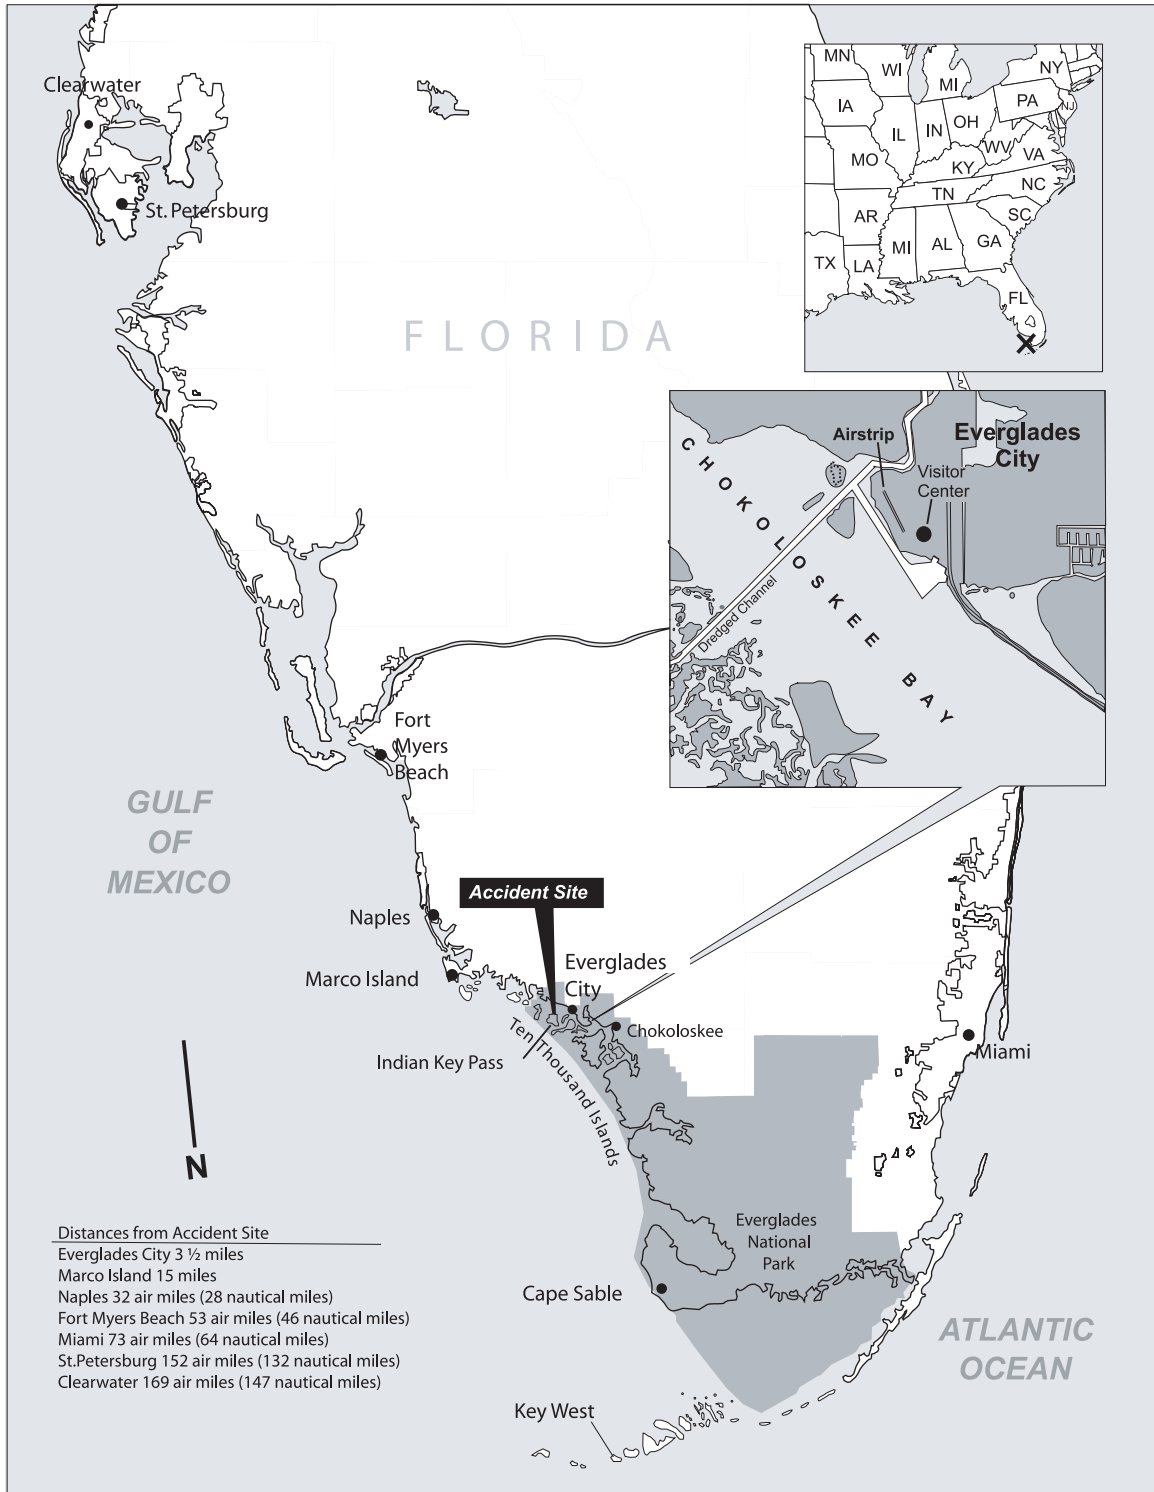 Clearwater
St. Petersburg
FLORIDA
MN
WI
MI
NY
IA
PA
NJ
IL
IN
OH
MO
WV
VA
KY
TN
NC
AR
SC
MI
AL
GA
TX
LA
FL
X
Airstrip
Everglades
City
Visitor
Center
CHOKOLOSKEE BAY
Dredged Channel
Fort
Myers
Beach
GULF
OF
MEXICO
Accident Site
Naples
Marco Island
Everglades
City
Chokoloskee
Indian Key Pass
Ten Thousand Islands
Miami
N
Everglades
National
Park
Cape Sable
ATLANTIC
OCEAN
Key West
Distances from Accident Site
Everglades City 3 ½ miles
Marco Island 15 miles
Naples 32 air miles (28 nautical miles)
Fort Myers Beach 53 air miles (46 nautical miles)
Miami 73 air miles (64 nautical miles)
St.Petersburg 152 air miles (132 nautical miles)
Clearwater 169 air miles (147 nautical miles)